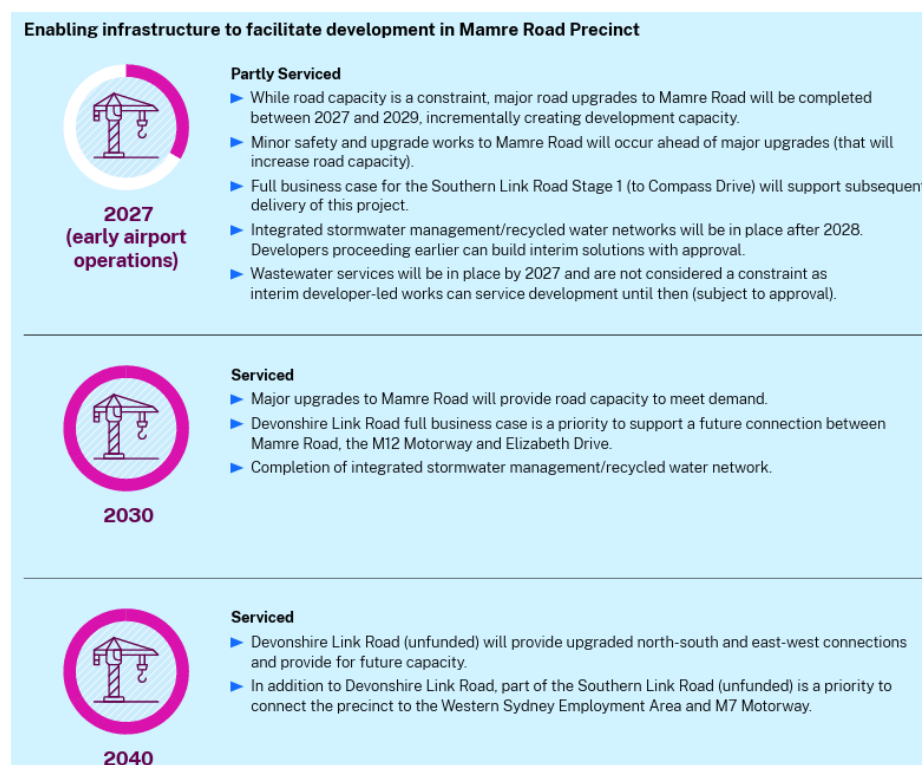 Enabling infrastructure to facilitate development in Mamre Road Precinct
2027
(early airport
operations)
Partly Serviced
While road capacity is a constraint, major road upgrades to Mamre Road will be completed
between 2027 and 2029, incrementally creating development capacity.
Minor safety and upgrade works to Mamre Road will occur ahead of major upgrades (that will
increase road capacity).
Full business case for the Southern Link Road Stage 1 (to Compass Drive) will support subsequent
delivery of this project.
Integrated stormwater management/recycled water networks will be in place after 2028.
Developers proceeding earlier can build interim solutions with approval.
Wastewater services will be in place by 2027 and are not considered a constraint as
interim developer-led works can service development until then (subject to approval).
2030
Serviced
Major upgrades to Mamre Road will provide road capacity to meet demand.
Devonshire Link Road full business case is a priority to support a future connection between
Mamre Road, the M12 Motorway and Elizabeth Drive.
Completion of integrated stormwater management/recycled water network.
2040
Serviced
Devonshire Link Road (unfunded) will provide upgraded north-south and east-west connections
and provide for future capacity.
In addition to Devonshire Link Road, part of the Southern Link Road (unfunded) is a priority to
connect the precinct to the Western Sydney Employment Area and M7 Motorway.